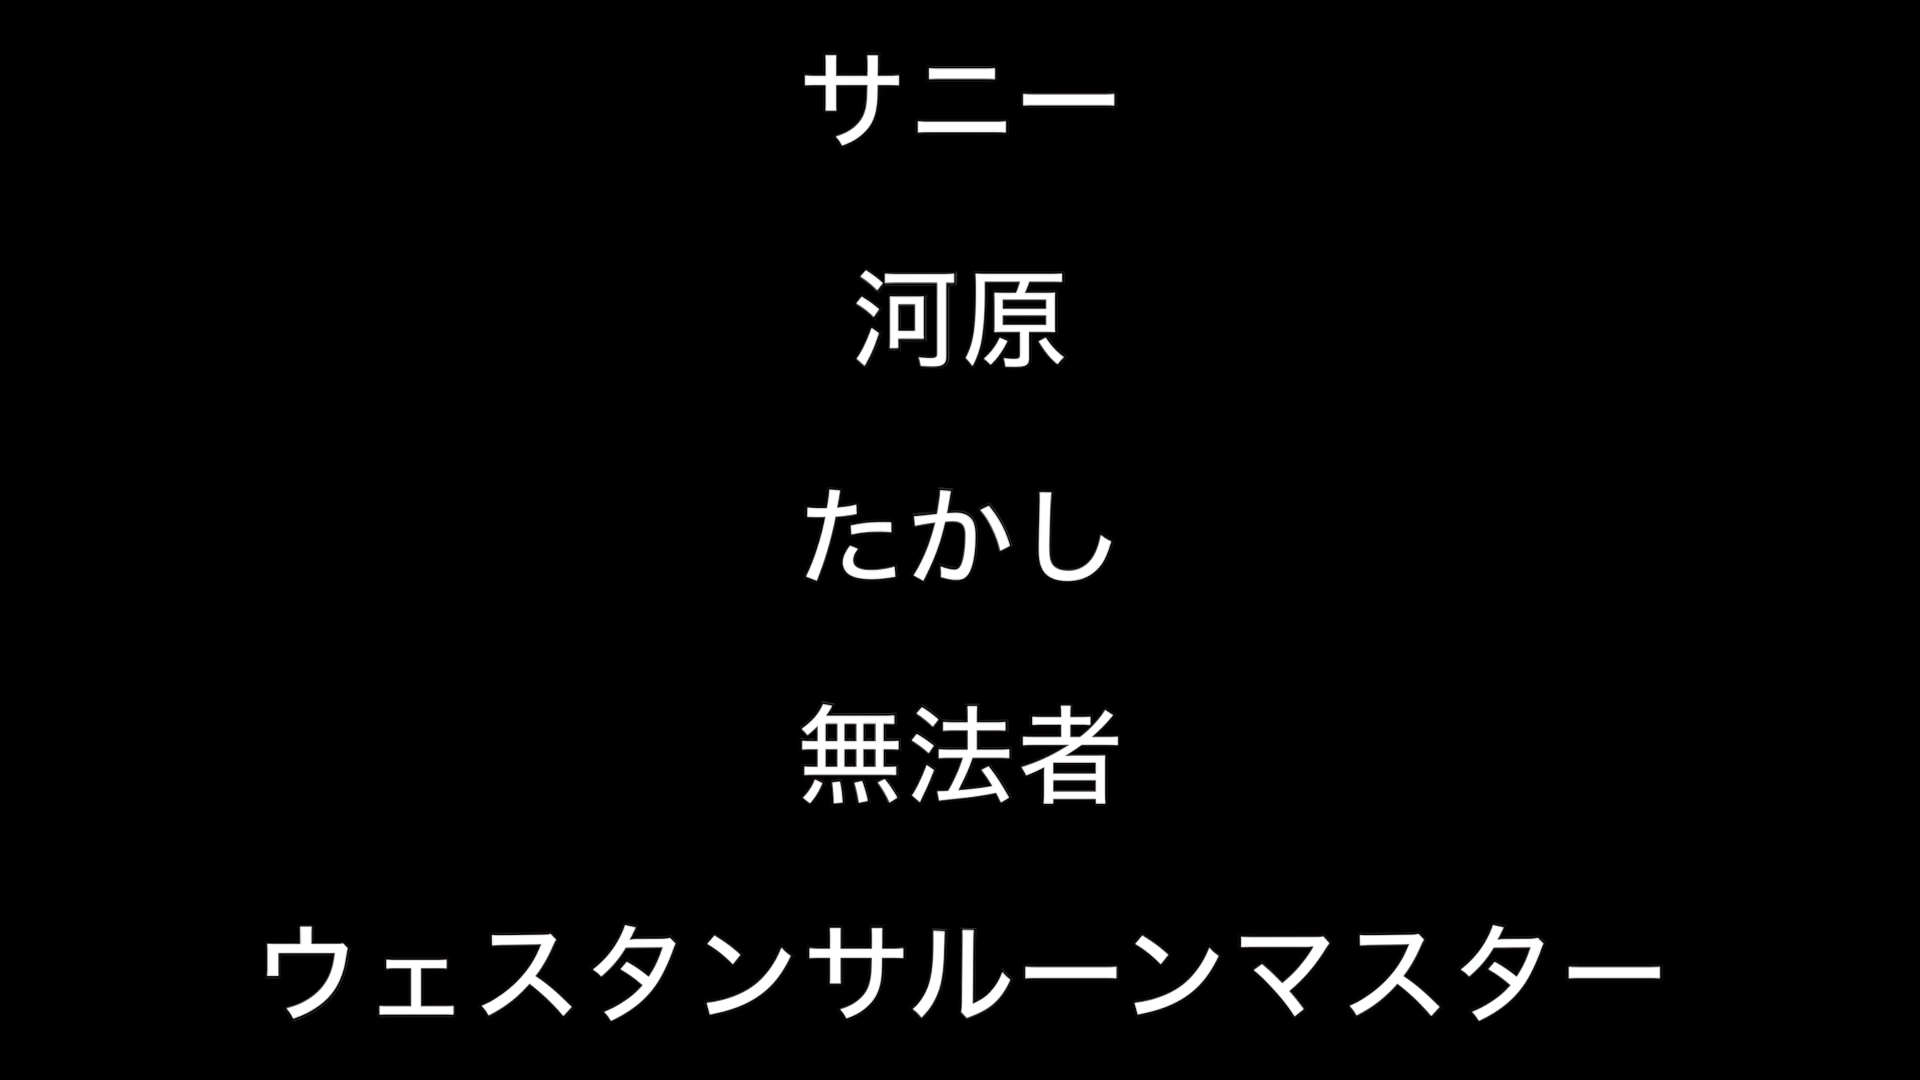 サニー
河原
たかし
無法者
ウェスタンサルーンマスター